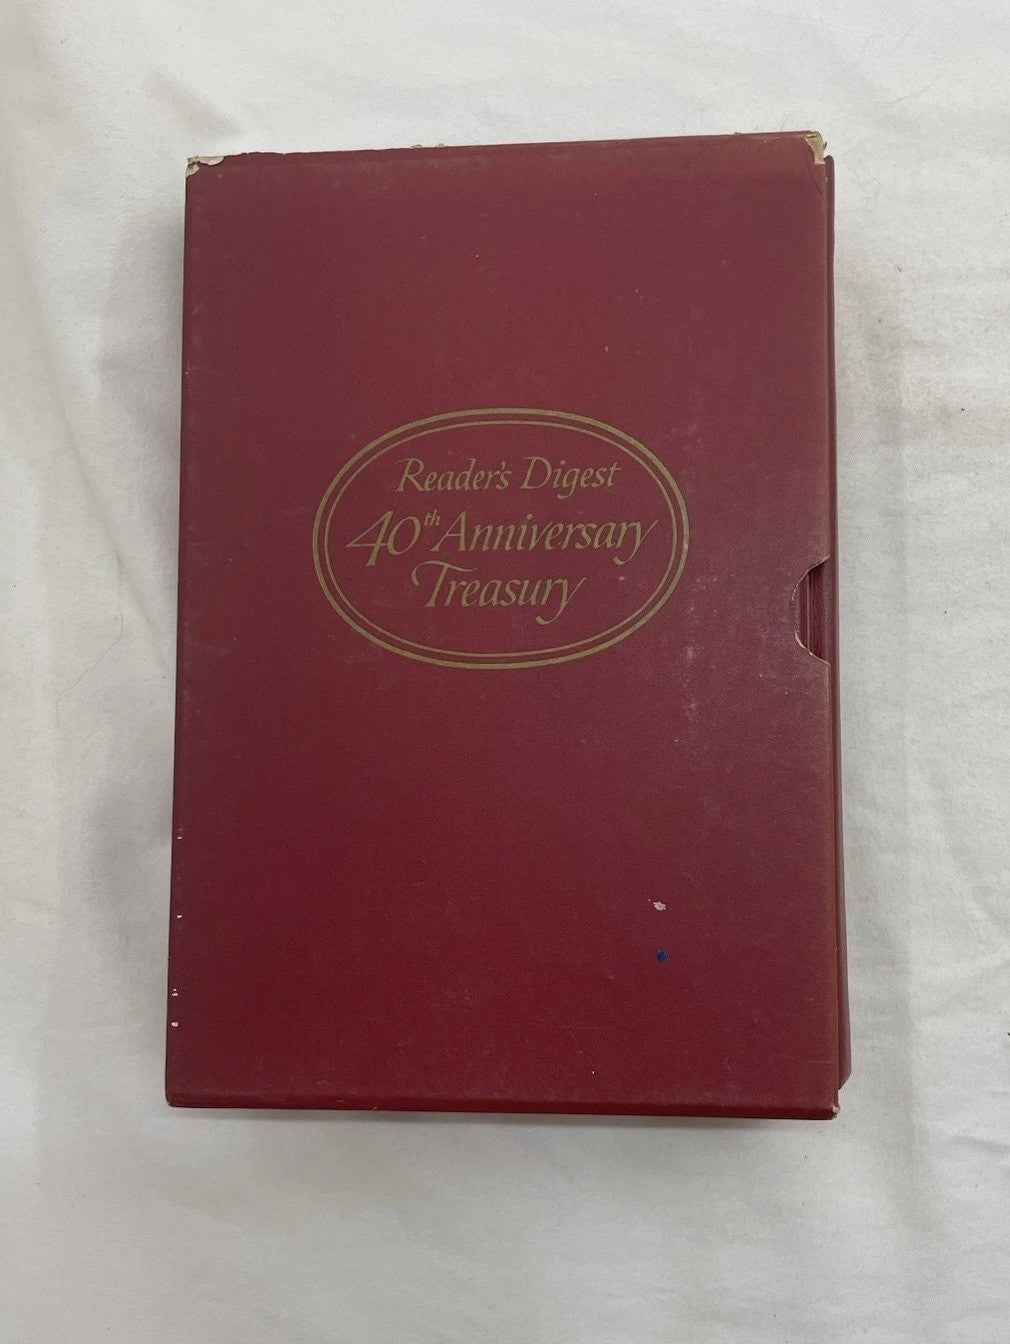 Reader's Digest
40th Anniversary
Treasury